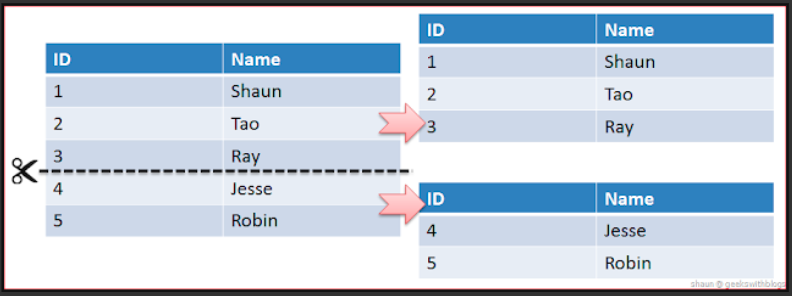 ID Name
1 Shaun
2 Tao
3 Ray
4 Jesse
5 Robin
ID Name
1 Shaun
2 Tao
3 Ray
ID Name
4 Jesse
5 Robin
shaun @ geekswithblogs